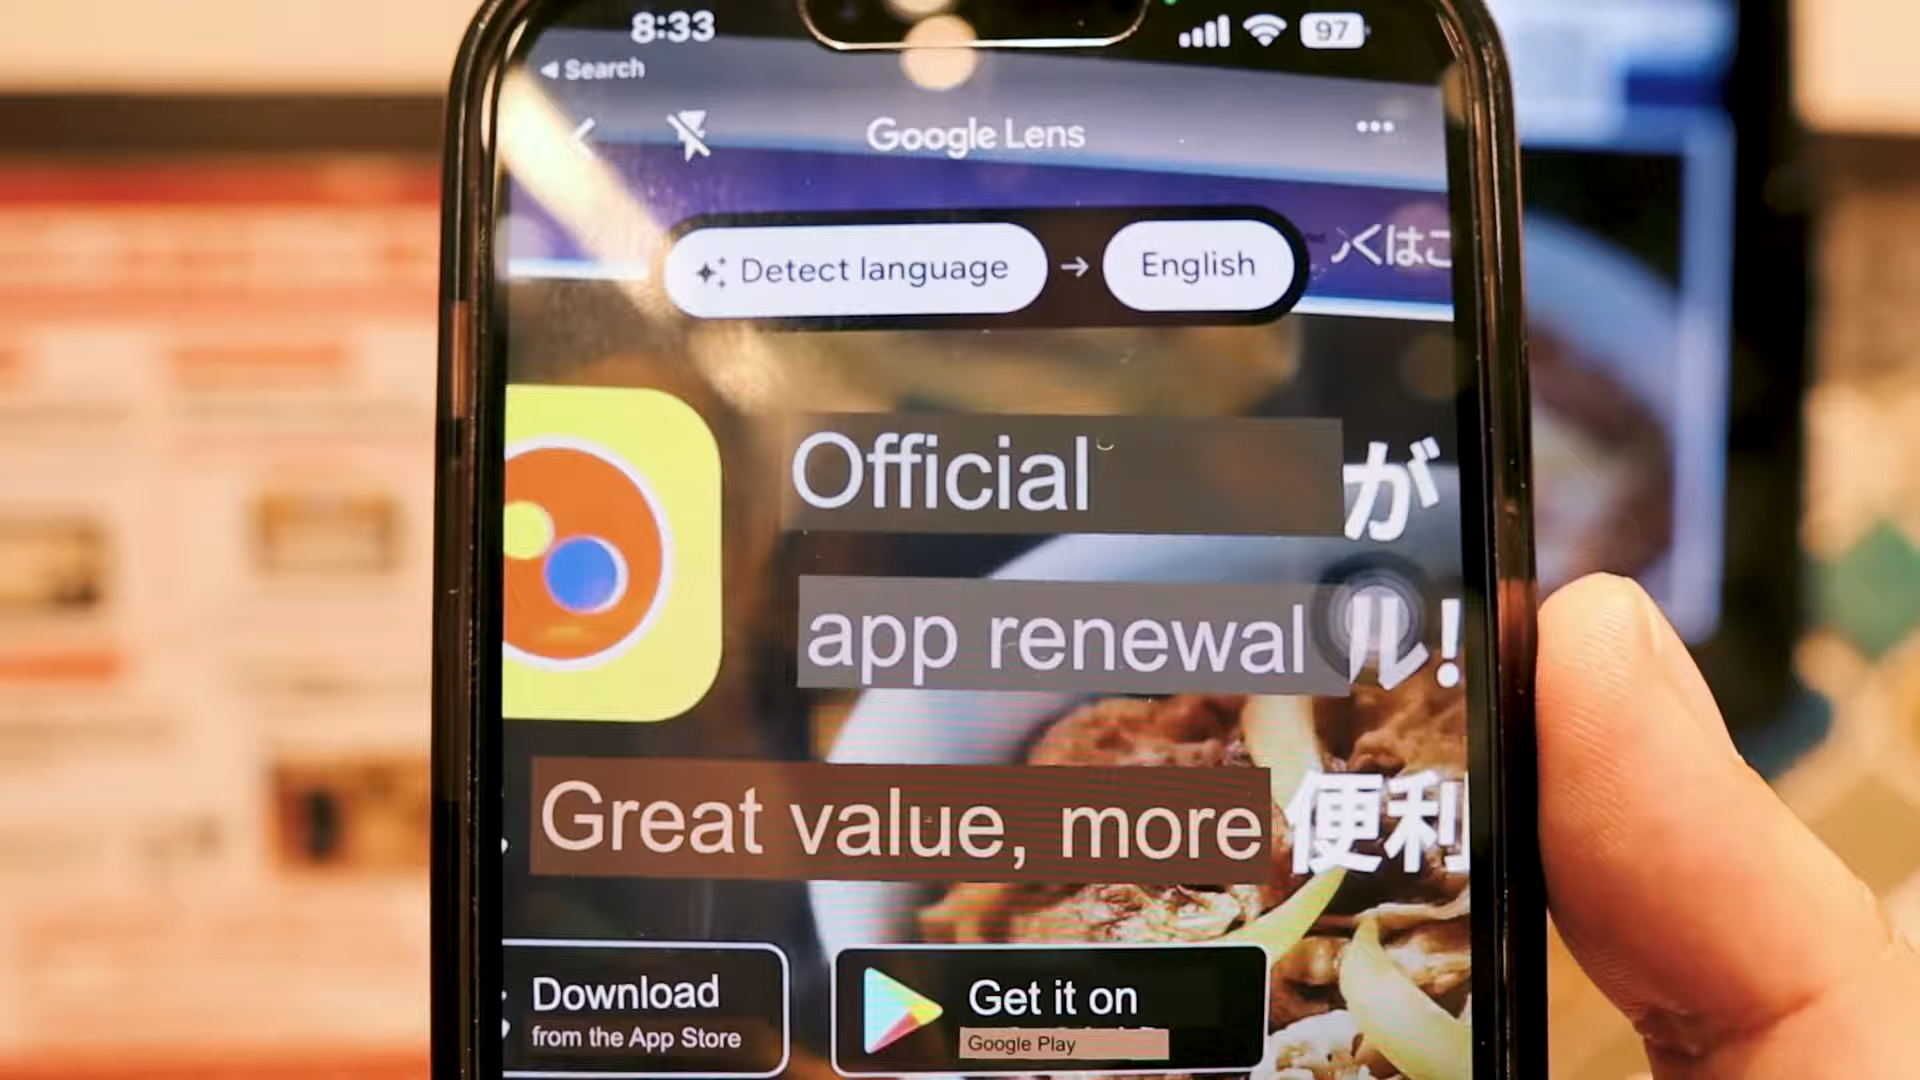 8:33
97
Search
Google Lens
Detect language → English
くはこ
Official が
app renewal ル!
Great value, more 便利
Download
from the App Store
Get it on
Google Play